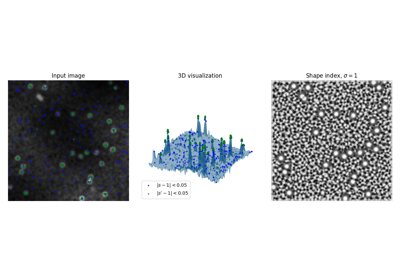 Input image
3D visualization
Shape index, σ = 1
|s − 1| < 0.05
|s′ − 1| < 0.05